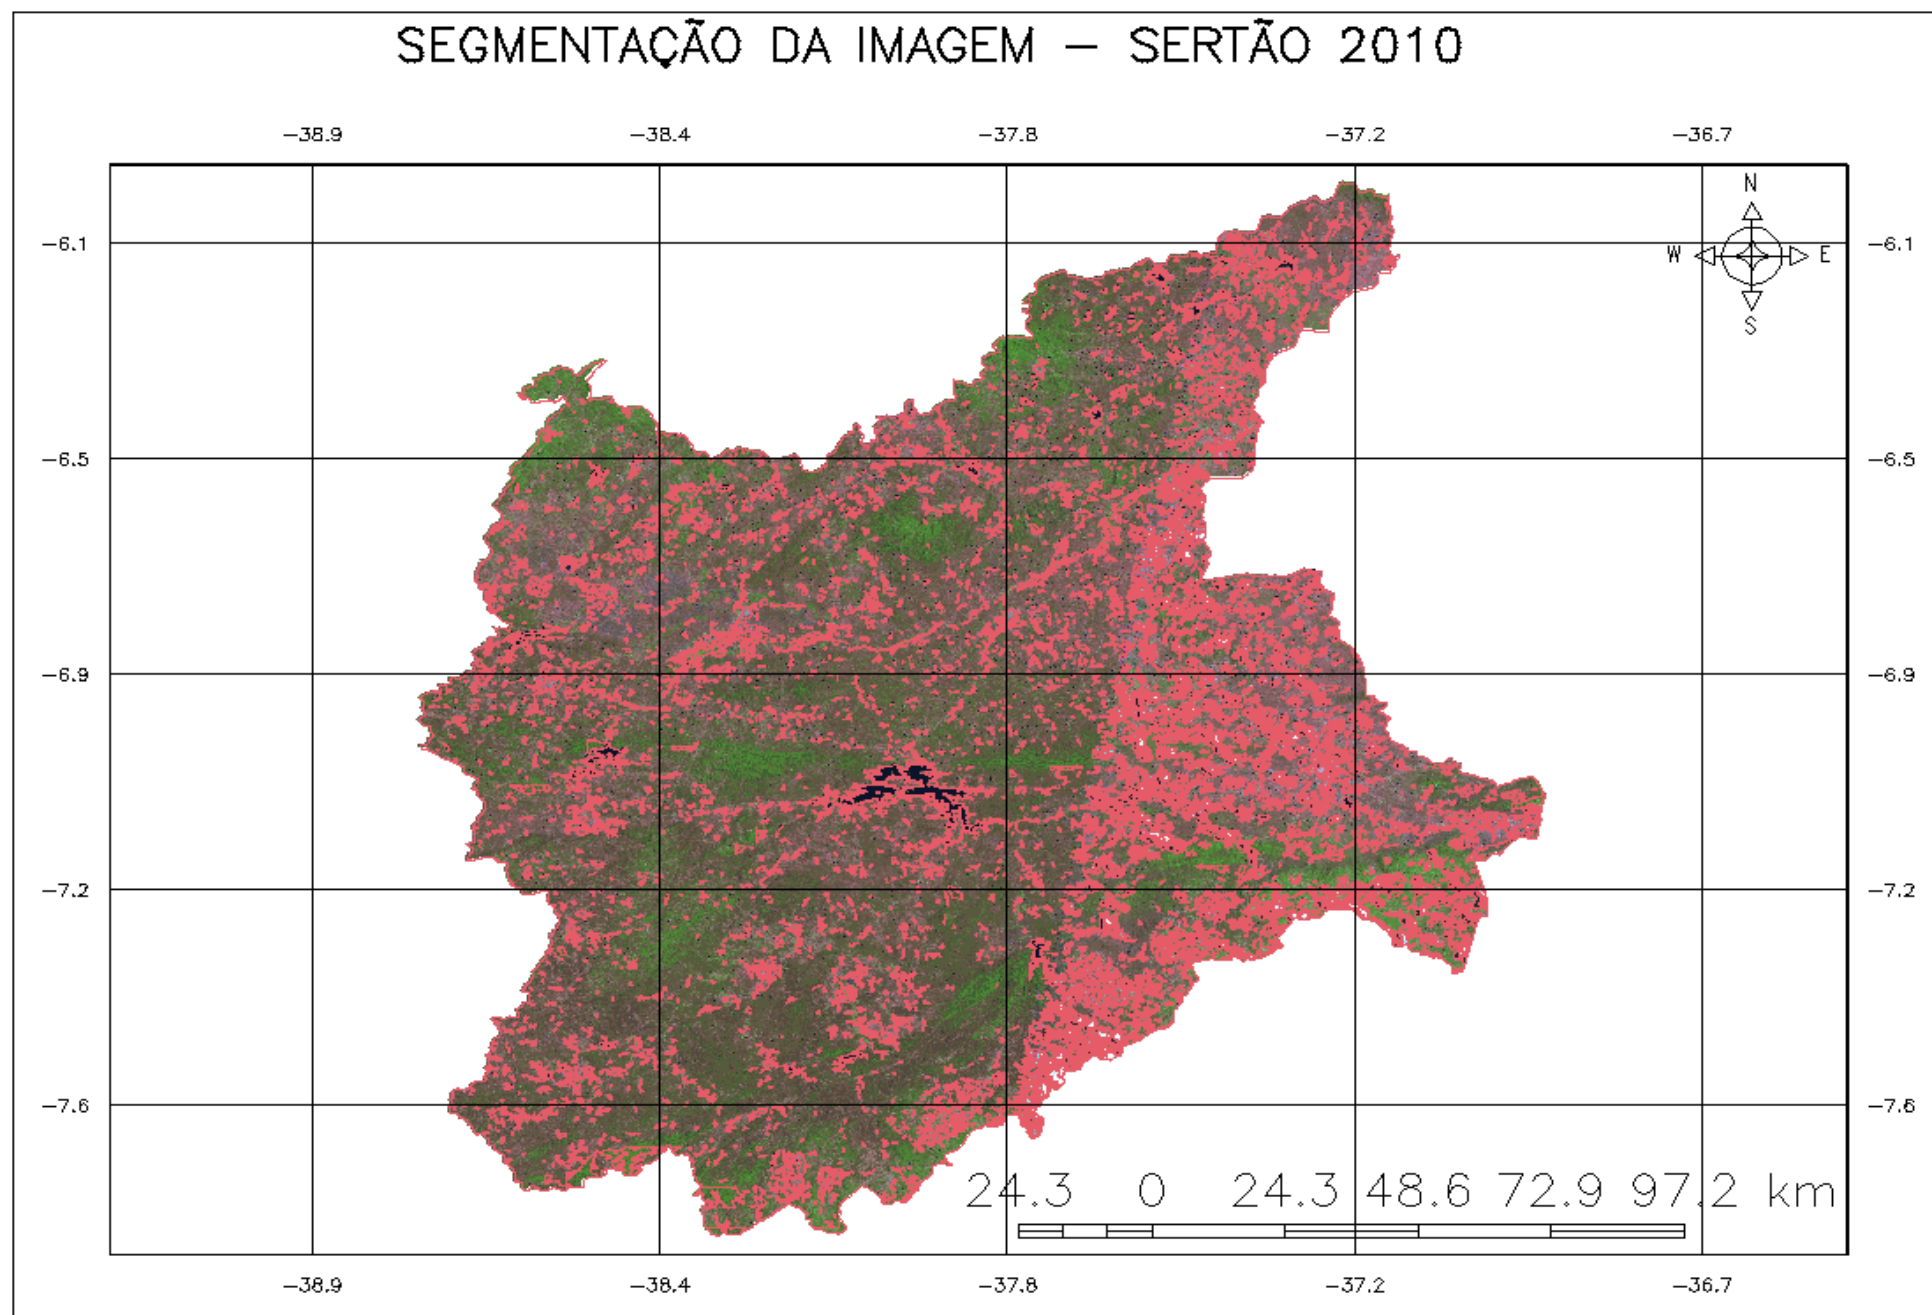 SEGMENTAÇÃO DA IMAGEM – SERTÃO 2010
-38.9 -38.4 -37.8 -37.2 -36.7
N
-6.1 W E -6.1
S
-6.5 -6.5
-6.9 -6.9
-7.2 -7.2
-7.6 -7.6
24.3 0 24.3 48.6 72.9 97.2 km
-38.9 -38.4 -37.8 -37.2 -36.7